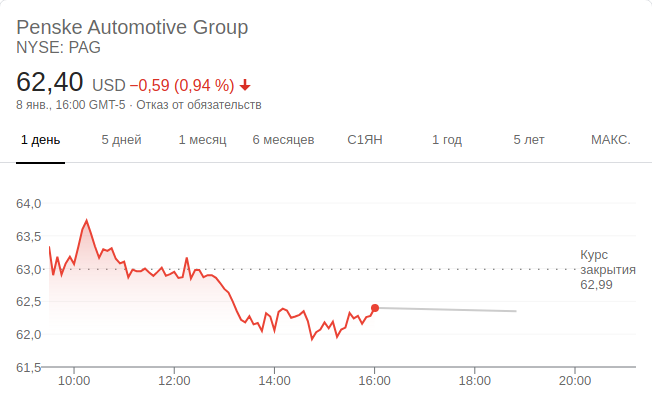 Penske Automotive Group
NYSE: PAG
62,40 USD −0,59 (0,94 %)
8 янв., 16:00 GMT-5 · Отказ от обязательств
1 день 5 дней 1 месяц 6 месяцев С1ЯН 1 год 5 лет МАКС.
64,0
63,5
Курс
63,0 закрытия
62,99
62,5
62,0
61,5
10:00 12:00 14:00 16:00 18:00 20:00